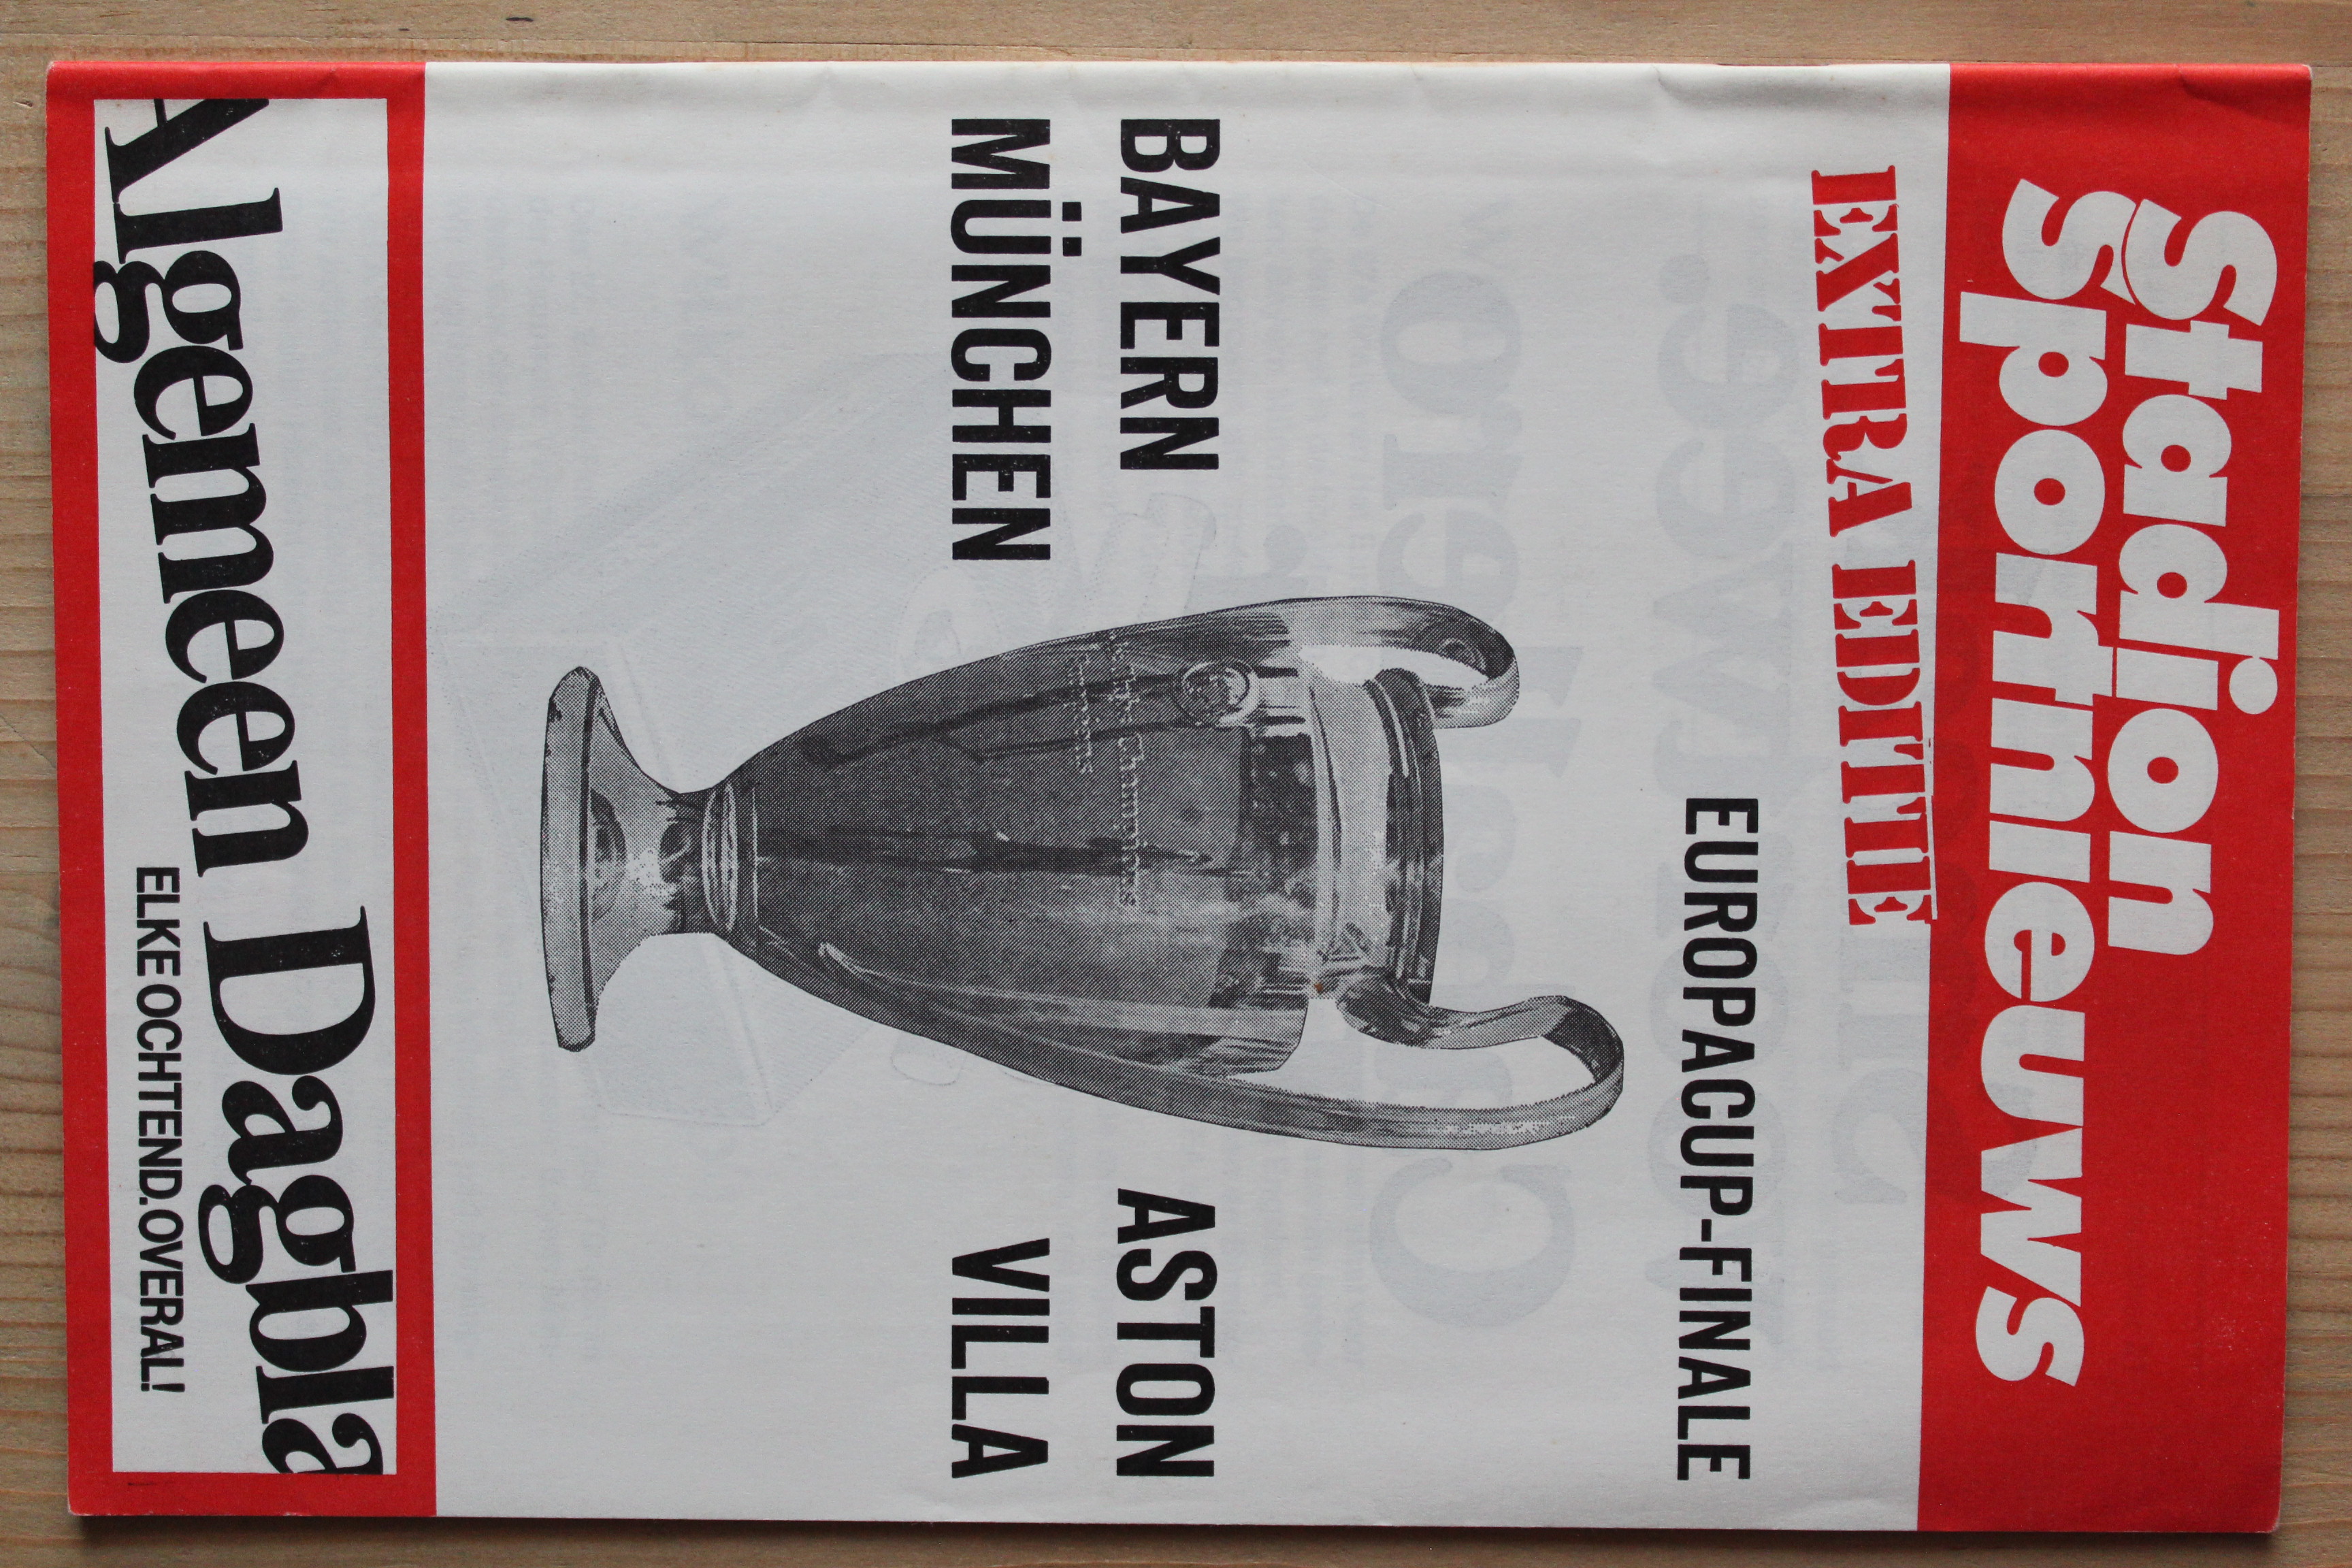 Stadion
Sportnieuws
EXTRA EDITIE
EUROPACUP-FINALE
BAYERN
MÜNCHEN
ASTON
VILLA
Algemeen Dagbla
ELKE OCHTEND.OVERAL!